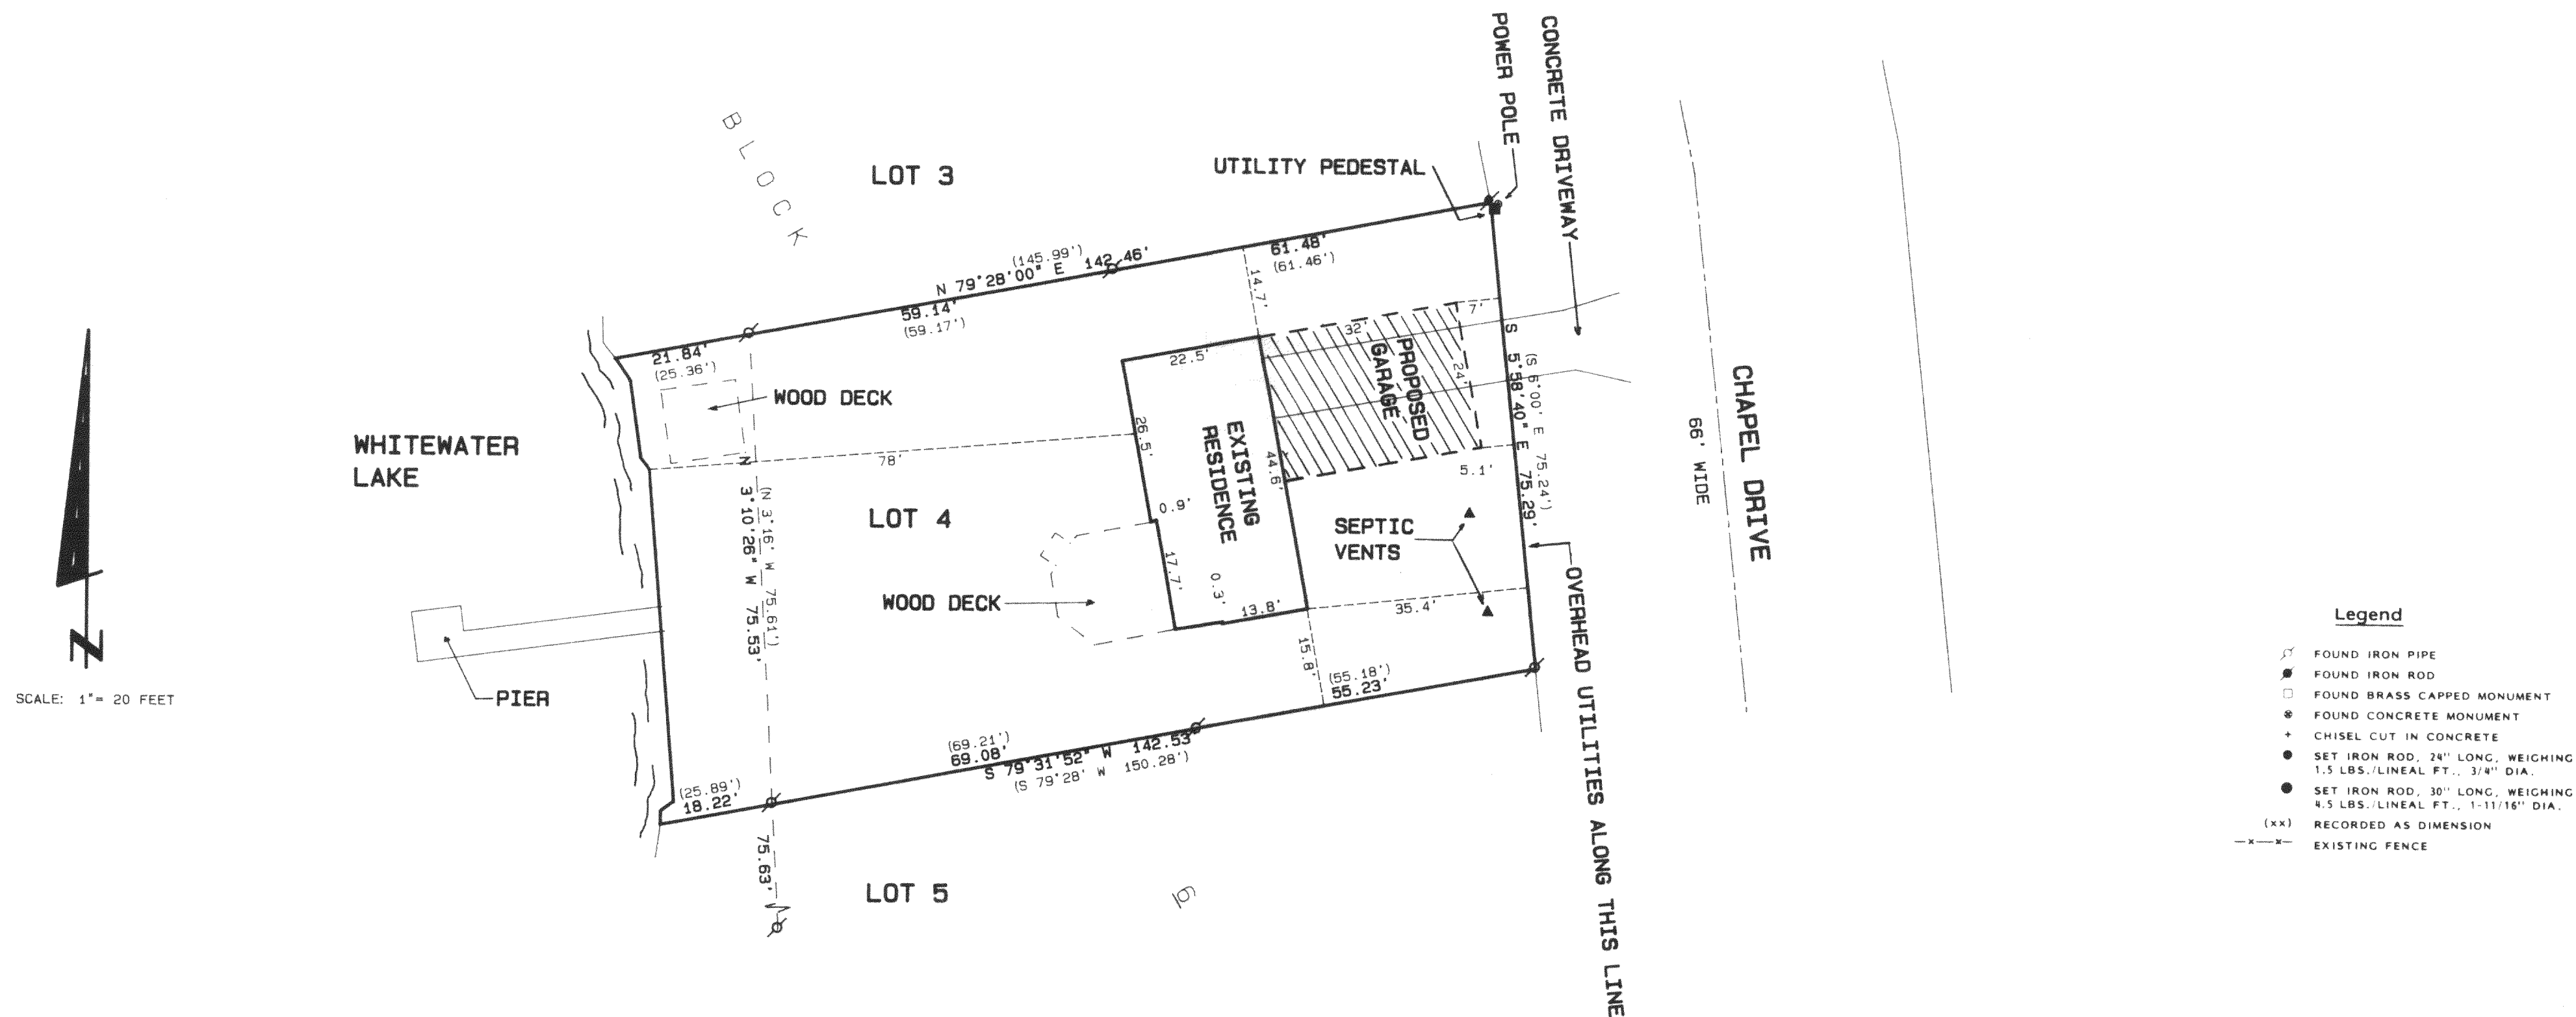 BLOCK
LOT 3
UTILITY PEDESTAL
POWER POLE
CONCRETE DRIVEWAY
(145.99')
N 79°28'00" E 142.46'
61.48'
(61.46')
59.14'
(59.17')
21.84'
(25.36')
14.7'
7'
32'
22.5'
24'
PROPOSED
GARAGE
S 5°58'40" E 75.29'
(S 6°00' E 75.24')
CHAPEL DRIVE
66' WIDE
WOOD DECK
WHITEWATER
LAKE
78'
26.5'
EXISTING
RESIDENCE
44.6'
5.1'
N 3°10'26" W 75.53'
(N 3°16' W 75.61')
0.9'
LOT 4
SEPTIC
VENTS
17.7'
0.3'
13.8'
35.4'
WOOD DECK
15.8'
OVERHEAD UTILITIES ALONG THIS LINE
PIER
(55.18')
55.23'
(69.21')
69.08'
S 79°31'52" W 142.53'
(S 79°28' W 150.28')
(25.89')
18.22'
75.63'
LOT 5
6
N
SCALE: 1"= 20 FEET
Legend
FOUND IRON PIPE
FOUND IRON ROD
FOUND BRASS CAPPED MONUMENT
FOUND CONCRETE MONUMENT
+ CHISEL CUT IN CONCRETE
SET IRON ROD, 24" LONG, WEIGHING
1.5 LBS./LINEAL FT., 3/4" DIA.
SET IRON ROD, 30" LONG, WEIGHING
4.5 LBS./LINEAL FT., 1-11/16" DIA.
(xx) RECORDED AS DIMENSION
—x—x— EXISTING FENCE